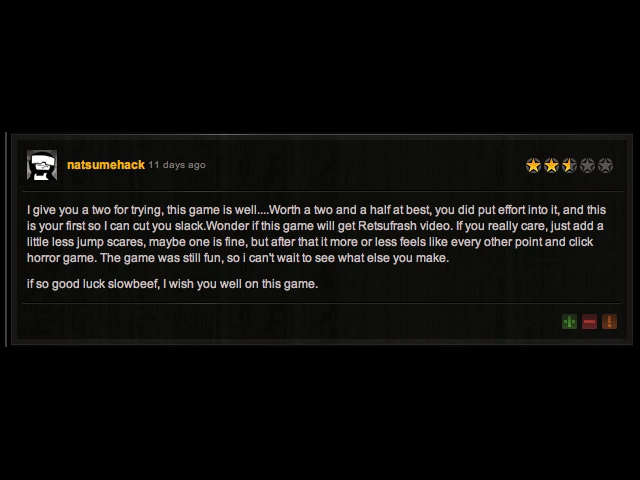 natsumehack 11 days ago
I give you a two for trying, this game is well....Worth a two and a half at best, you did put effort into it, and this
is your first so I can cut you slack.Wonder if this game will get Retsufrash video. If you really care, just add a
little less jump scares, maybe one is fine, but after that it more or less feels like every other point and click
horror game. The game was still fun, so i can't wait to see what else you make.
if so good luck slowbeef, I wish you well on this game.